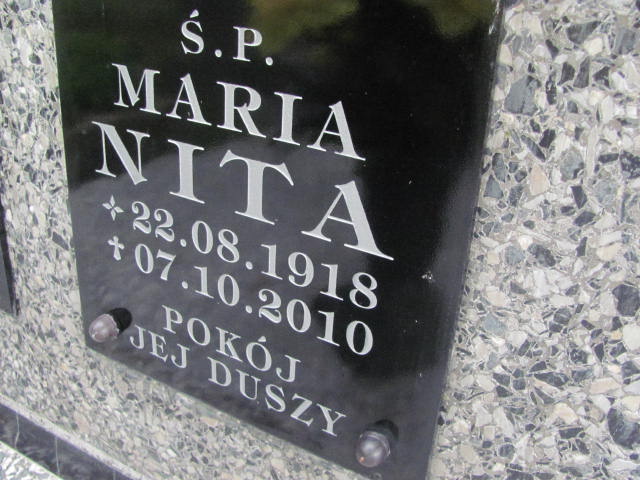 Ś.P.
MARIA
NITA
22.08.1918
07.10.2010
POKÓJ
JEJ DUSZY